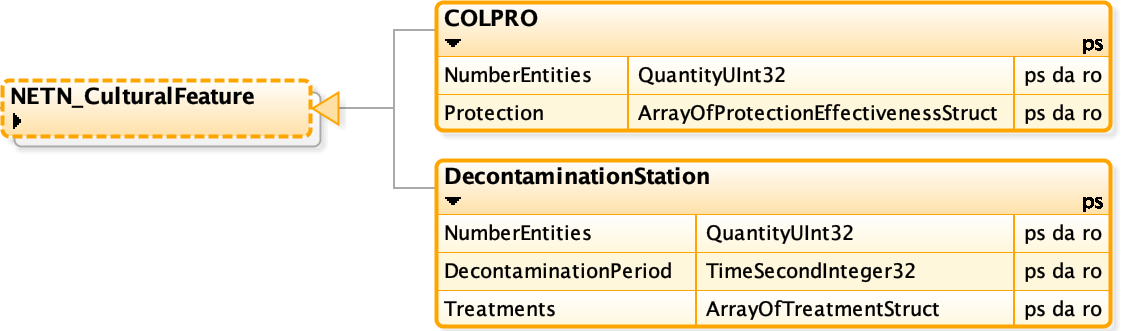 NETN_CulturalFeature
COLPRO
ps
NumberEntities QuantityUInt32 ps da ro
Protection ArrayOfProtectionEffectivenessStruct ps da ro
DecontaminationStation
ps
NumberEntities QuantityUInt32 ps da ro
DecontaminationPeriod TimeSecondInteger32 ps da ro
Treatments ArrayOfTreatmentStruct ps da ro